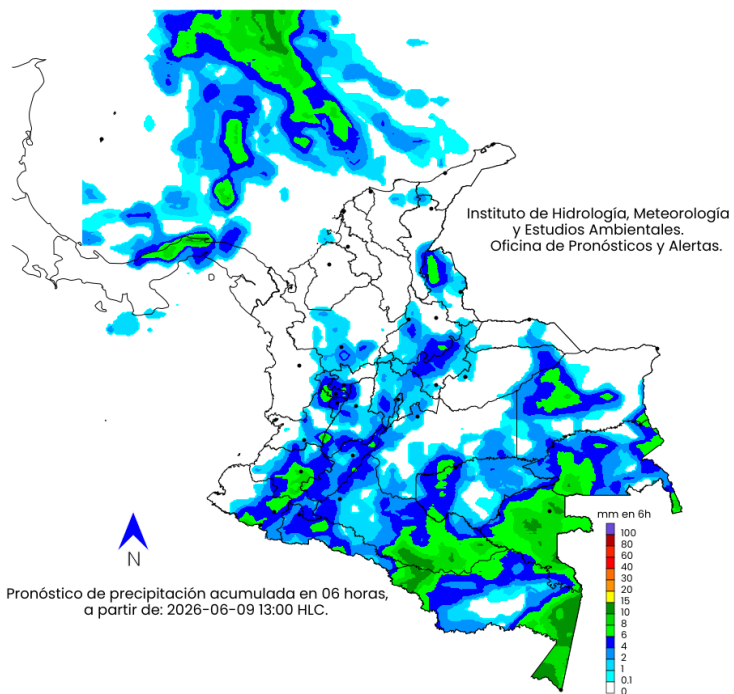 Instituto de Hidrología, Meteorología
y Estudios Ambientales.
Oficina de Pronósticos y Alertas.
mm en 6h
100
80
60
40
30
20
15
10
8
6
4
2
1
0.1
0
N
Pronóstico de precipitación acumulada en 06 horas,
a partir de: 2026-06-09 13:00 HLC.